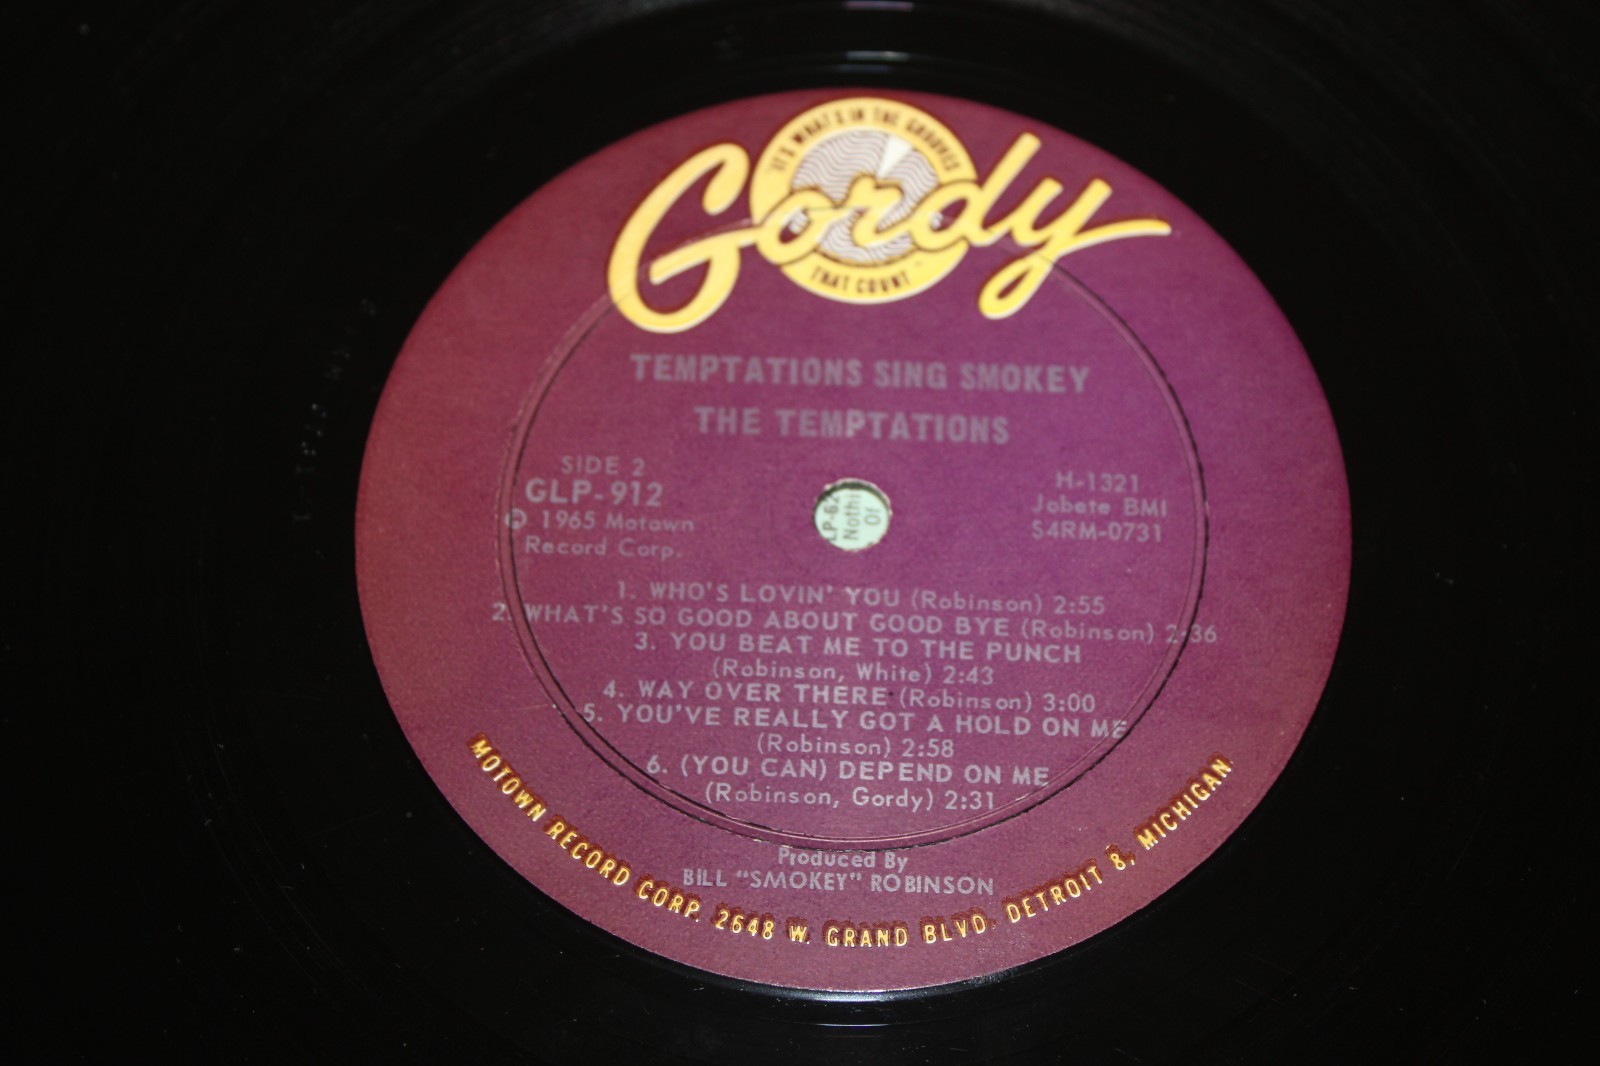 IT'S WHAT'S IN THE GROOVES
Gordy
THAT COUNT
TEMPTATIONS SING SMOKEY
THE TEMPTATIONS
SIDE 2
GLP-912
℗ 1965 Motown
Record Corp.
H-1321
Jobete BMI
S4RM-0731
LP-62
Nothi
Of
1. WHO'S LOVIN' YOU (Robinson) 2:55
2. WHAT'S SO GOOD ABOUT GOOD BYE (Robinson) 2:36
3. YOU BEAT ME TO THE PUNCH
(Robinson, White) 2:43
4. WAY OVER THERE (Robinson) 3:00
5. YOU'VE REALLY GOT A HOLD ON ME
(Robinson) 2:58
6. (YOU CAN) DEPEND ON ME
(Robinson, Gordy) 2:31
Produced By
BILL "SMOKEY" ROBINSON
MOTOWN RECORD CORP. 2648 W. GRAND BLVD. DETROIT 8, MICHIGAN.